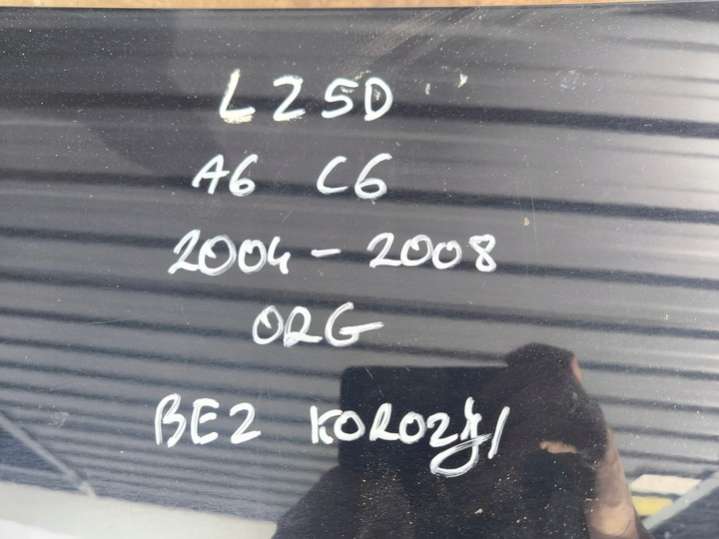 LZ5D
A6 C6
2004-2008
ORG
BEZ KOROZJI